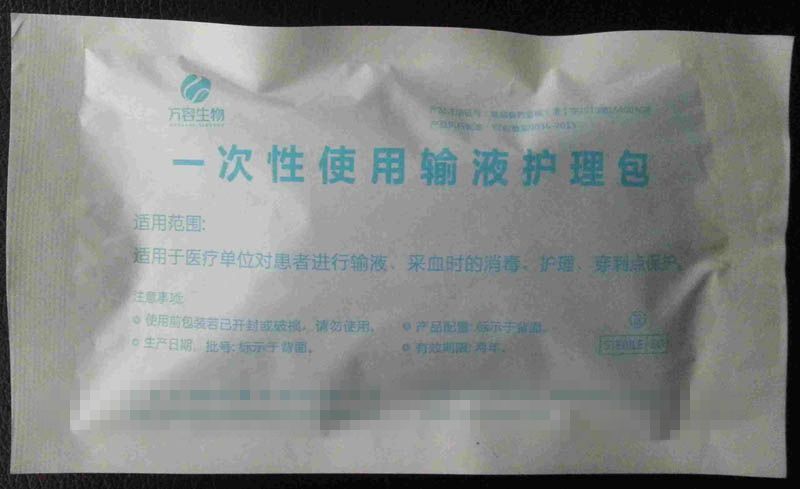 万容生物
一次性使用输液护理包
适用范围:
适用于医疗单位对患者进行输液、采血时的消毒、护理、穿刺点保护。
注意事项:
使用前包装若已开封或破损,请勿使用。
产品配置: 标示于背面。
生产日期、批号: 标示于背面。
有效期限: 两年。
STERILE EO